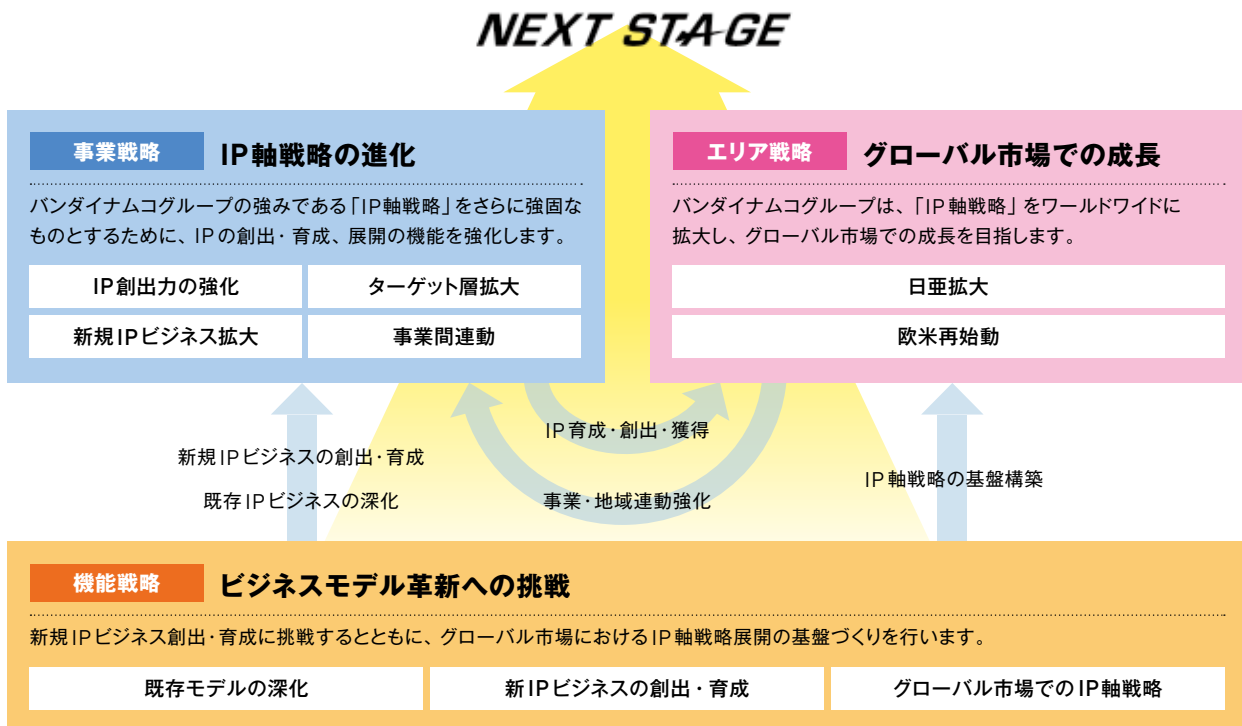 NEXT STAGE
事業戦略 IP軸戦略の進化
バンダイナムコグループの強みである「IP軸戦略」をさらに強固な
ものとするために、IPの創出・育成、展開の機能を強化します。
IP創出力の強化 ターゲット層拡大
新規IPビジネス拡大 事業間連動
エリア戦略 グローバル市場での成長
バンダイナムコグループは、「IP軸戦略」をワールドワイドに
拡大し、グローバル市場での成長を目指します。
日亜拡大
欧米再始動
新規IPビジネスの創出・育成
既存IPビジネスの深化
IP育成・創出・獲得
事業・地域連動強化
IP軸戦略の基盤構築
機能戦略 ビジネスモデル革新への挑戦
新規IPビジネス創出・育成に挑戦するとともに、グローバル市場におけるIP軸戦略展開の基盤づくりを行います。
既存モデルの深化 新IPビジネスの創出・育成 グローバル市場でのIP軸戦略